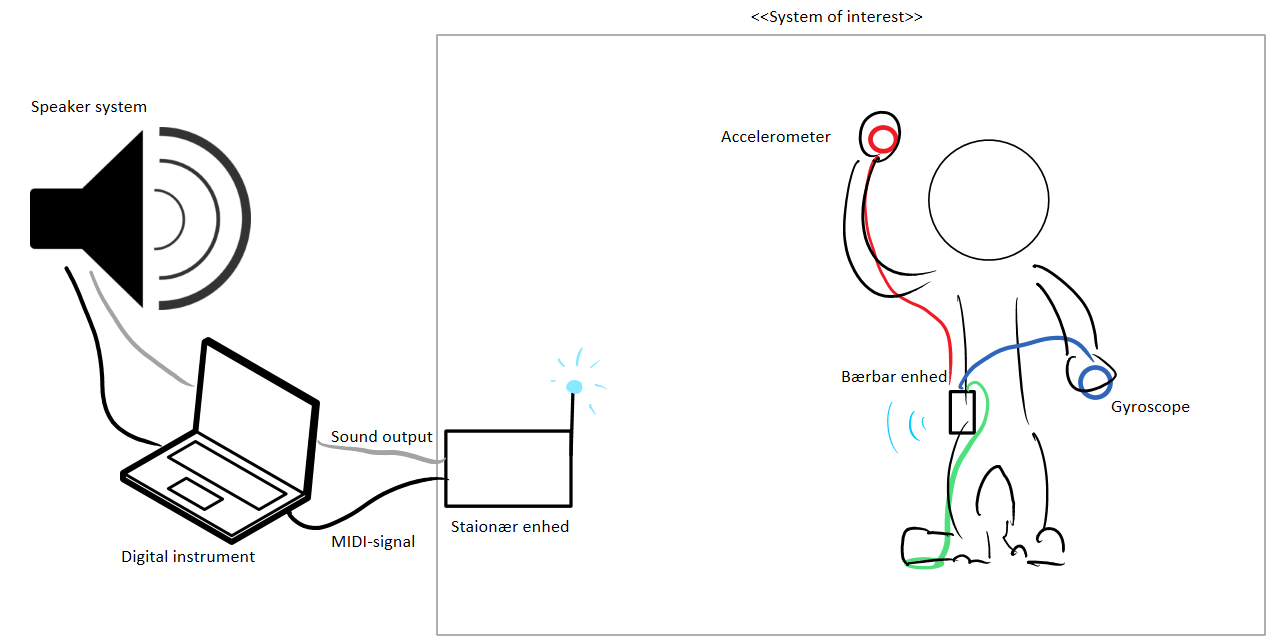 <<System of interest>>
Speaker system
Accelerometer
Bærbar enhed
Gyroscope
Sound output
Staionær enhed
MIDI-signal
Digital instrument